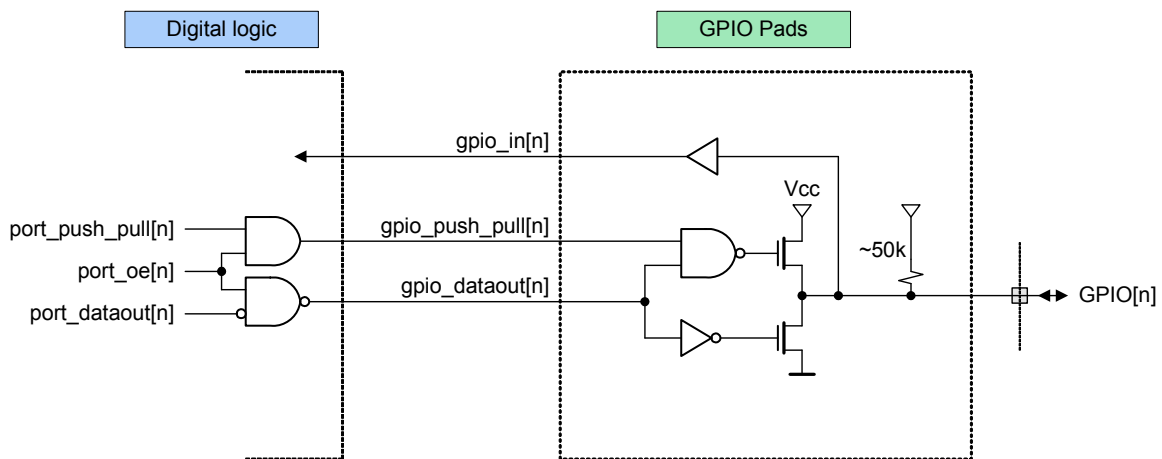 Digital logic
GPIO Pads
gpio_in[n]
Vcc
port_push_pull[n]
gpio_push_pull[n]
~50k
port_oe[n]
gpio_dataout[n]
GPIO[n]
port_dataout[n]